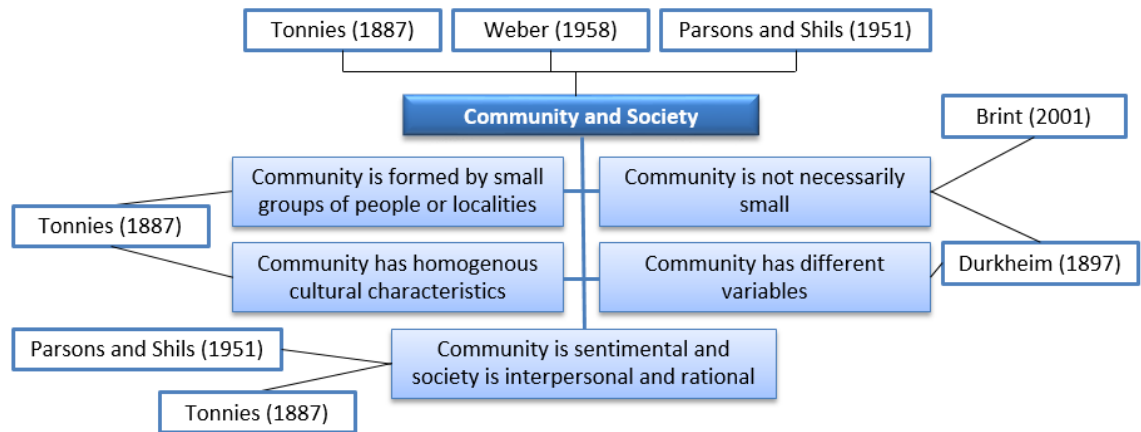 Tonnies (1887)
Weber (1958)
Parsons and Shils (1951)
Community and Society
Brint (2001)
Community is formed by small
groups of people or localities
Community is not necessarily
small
Tonnies (1887)
Community has homogenous
cultural characteristics
Community has different
variables
Durkheim (1897)
Parsons and Shils (1951)
Community is sentimental and
society is interpersonal and rational
Tonnies (1887)